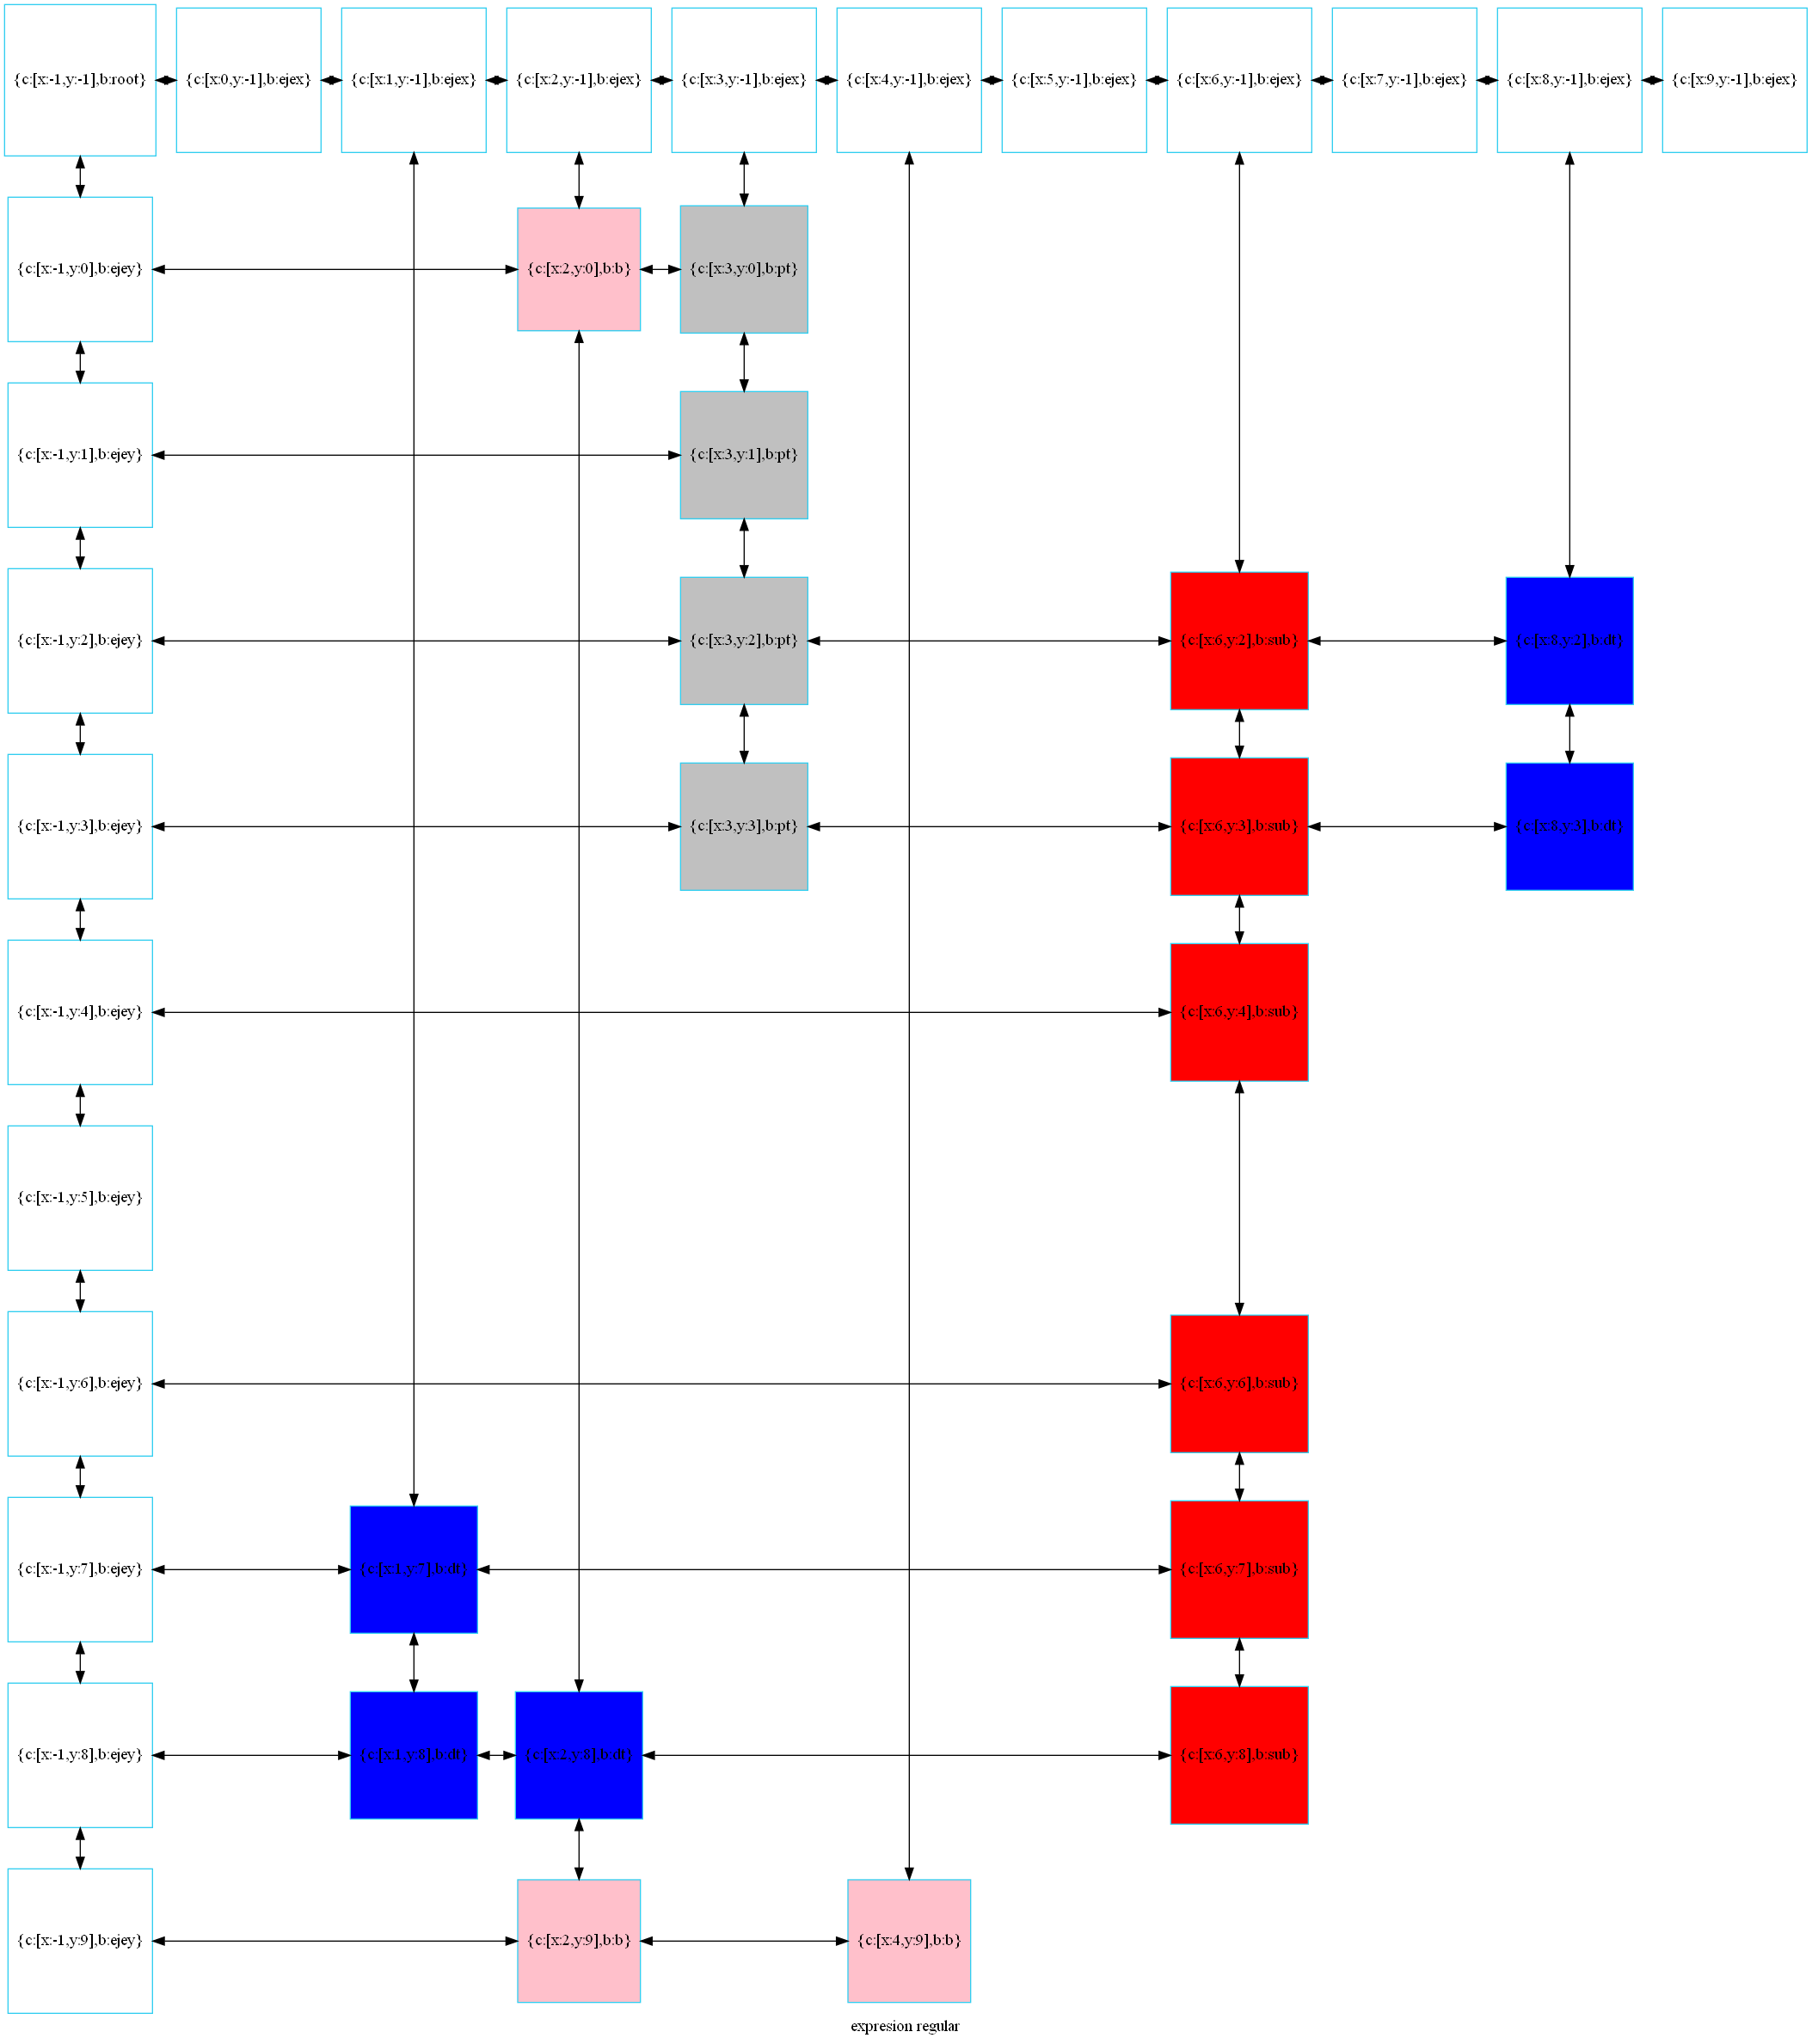 {c:[x:-1,y:-1],b:root} {c:[x:0,y:-1],b:ejex} {c:[x:1,y:-1],b:ejex} {c:[x:2,y:-1],b:ejex} {c:[x:3,y:-1],b:ejex} {c:[x:4,y:-1],b:ejex} {c:[x:5,y:-1],b:ejex} {c:[x:6,y:-1],b:ejex} {c:[x:7,y:-1],b:ejex} {c:[x:8,y:-1],b:ejex} {c:[x:9,y:-1],b:ejex}
{c:[x:-1,y:0],b:ejey} {c:[x:2,y:0],b:b} {c:[x:3,y:0],b:pt}
{c:[x:-1,y:1],b:ejey} {c:[x:3,y:1],b:pt}
{c:[x:-1,y:2],b:ejey} {c:[x:3,y:2],b:pt} {c:[x:6,y:2],b:sub} {c:[x:8,y:2],b:dt}
{c:[x:-1,y:3],b:ejey} {c:[x:3,y:3],b:pt} {c:[x:6,y:3],b:sub} {c:[x:8,y:3],b:dt}
{c:[x:-1,y:4],b:ejey} {c:[x:6,y:4],b:sub}
{c:[x:-1,y:5],b:ejey}
{c:[x:-1,y:6],b:ejey} {c:[x:6,y:6],b:sub}
{c:[x:-1,y:7],b:ejey} {c:[x:1,y:7],b:dt} {c:[x:6,y:7],b:sub}
{c:[x:-1,y:8],b:ejey} {c:[x:1,y:8],b:dt} {c:[x:2,y:8],b:dt} {c:[x:6,y:8],b:sub}
{c:[x:-1,y:9],b:ejey} {c:[x:2,y:9],b:b} {c:[x:4,y:9],b:b}
expresion regular